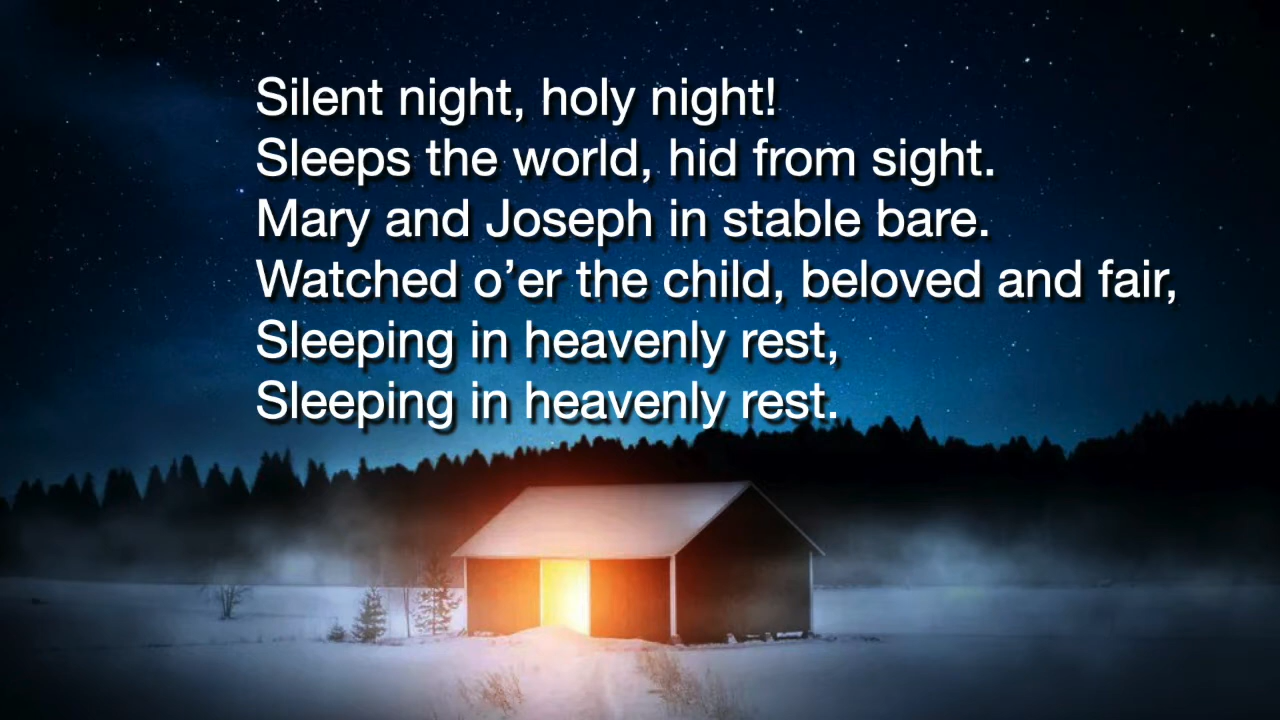 Silent night, holy night!
Sleeps the world, hid from sight.
Mary and Joseph in stable bare.
Watched o’er the child, beloved and fair,
Sleeping in heavenly rest,
Sleeping in heavenly rest.